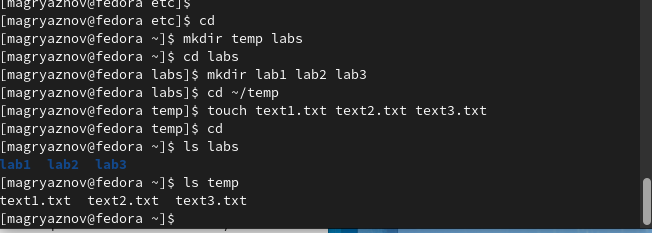 [magryaznov@fedora etc]$
[magryaznov@fedora etc]$ cd
[magryaznov@fedora ~]$ mkdir temp labs
[magryaznov@fedora ~]$ cd labs
[magryaznov@fedora labs]$ mkdir lab1 lab2 lab3
[magryaznov@fedora labs]$ cd ~/temp
[magryaznov@fedora temp]$ touch text1.txt text2.txt text3.txt
[magryaznov@fedora temp]$ cd
[magryaznov@fedora ~]$ ls labs
lab1  lab2  lab3
[magryaznov@fedora ~]$ ls temp
text1.txt  text2.txt  text3.txt
[magryaznov@fedora ~]$